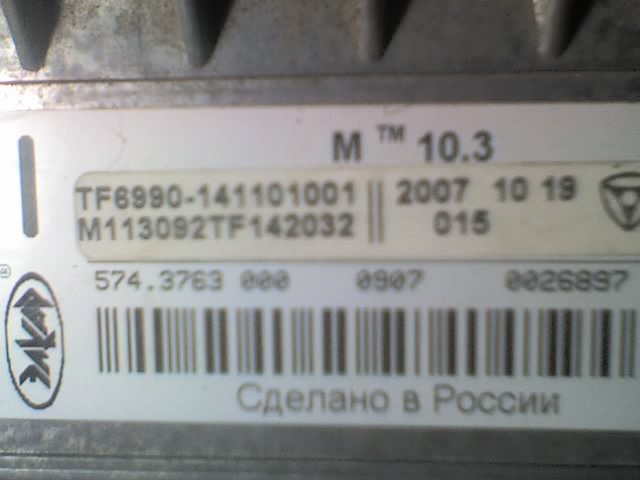 M ™ 10.3
TF6990-141101001 || 2007 10 19
M113092TF142032 || 015
574.3763 000 0907 0026897
®
Сделано в России